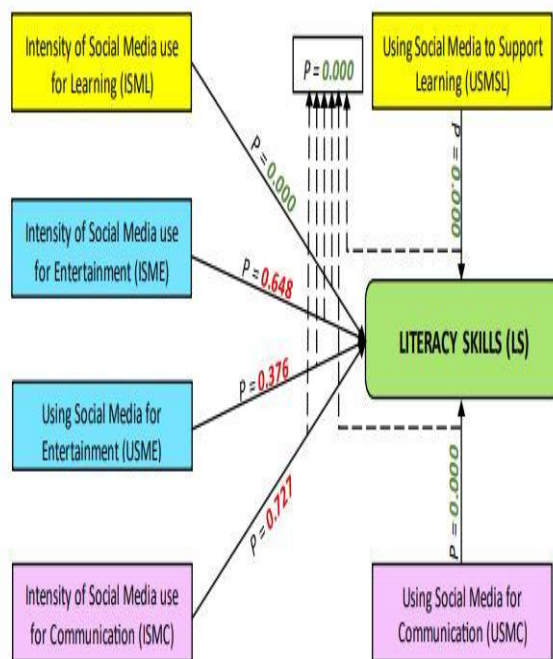 Intensity of Social Media use
for Learning (ISML)
P = 0.000
Using Social Media to Support
Learning (USMSL)
P = 0.000
P = 0.000
Intensity of Social Media use
for Entertainment (ISME)
P = 0.648
LITERACY SKILLS (LS)
P = 0.376
Using Social Media for
Entertainment (USME)
P = 0.727
P = 0.000
Intensity of Social Media use
for Communication (ISMC)
Using Social Media for
Communication (USMC)